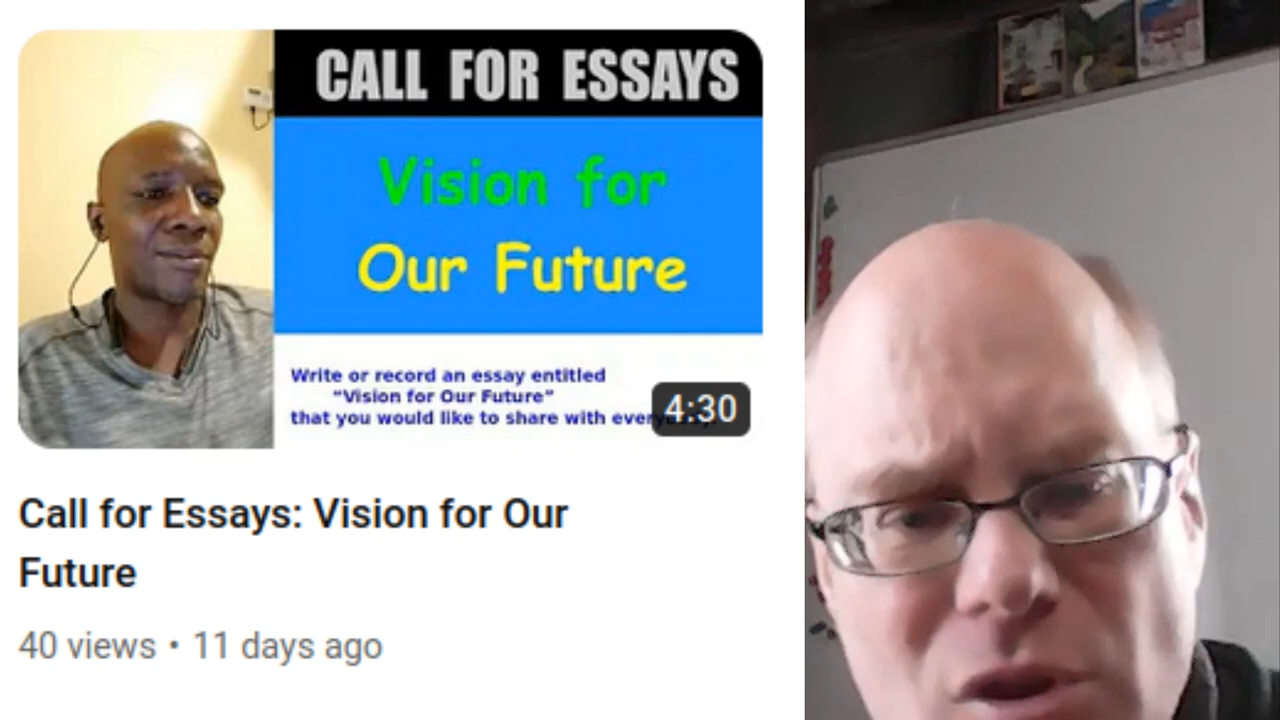 CALL FOR ESSAYS
Vision for
Our Future
Write or record an essay entitled
"Vision for Our Future"
that you would like to share with
4:30
Call for Essays: Vision for Our
Future
40 views • 11 days ago